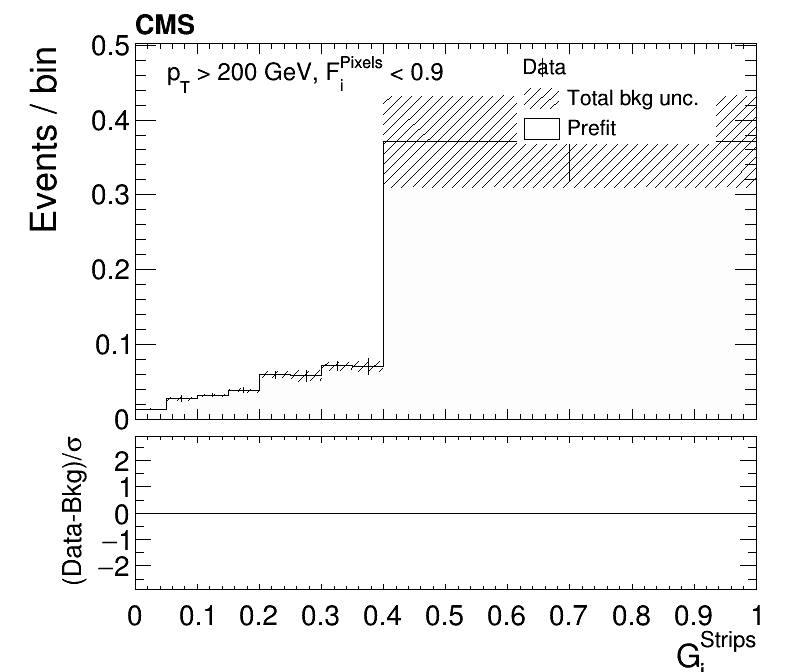 CMS
p_T > 200 GeV, F_i^Pixels < 0.9
Data
Total bkg unc.
Prefit
Events / bin
0.5
0.4
0.3
0.2
0.1
0
(Data-Bkg)/σ
2
1
0
−1
−2
0 0.1 0.2 0.3 0.4 0.5 0.6 0.7 0.8 0.9 1
G_i^Strips